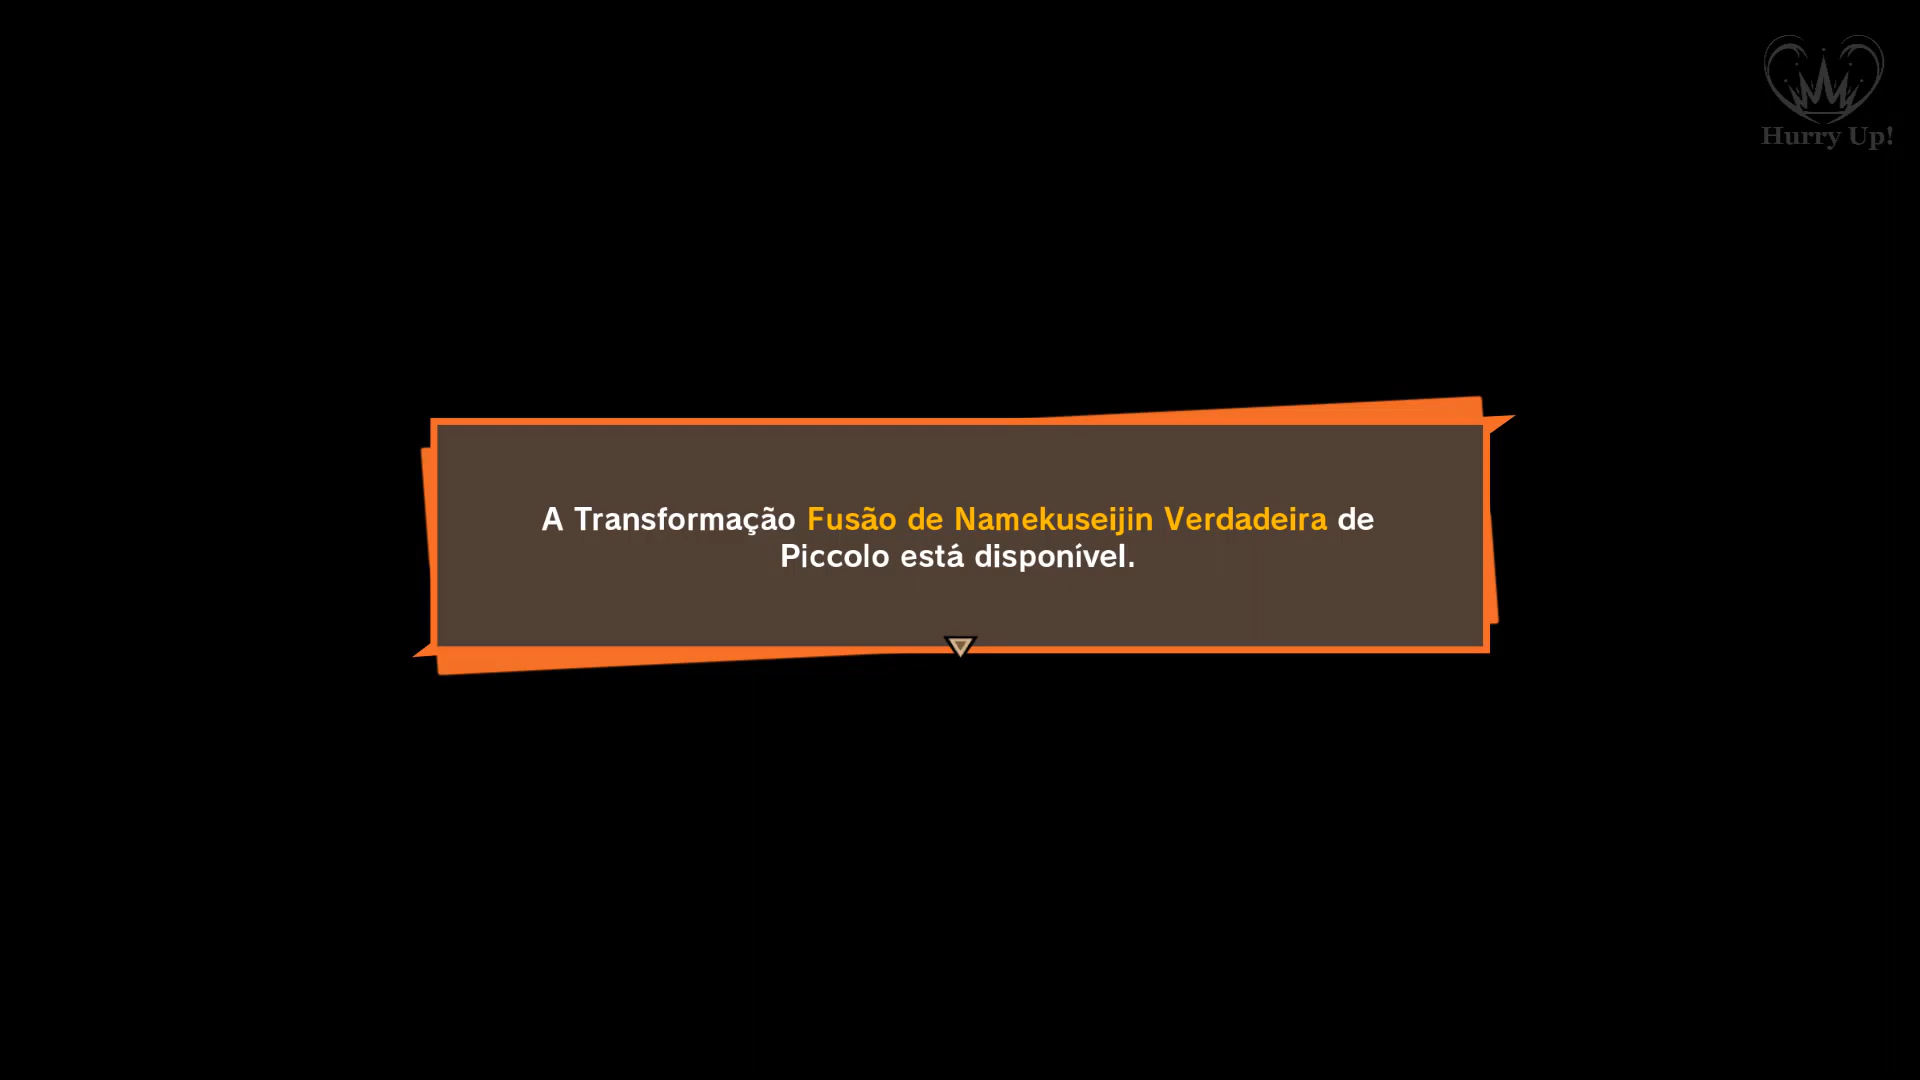 Hurry Up!
A Transformação Fusão de Namekuseijin Verdadeira de
Piccolo está disponível.